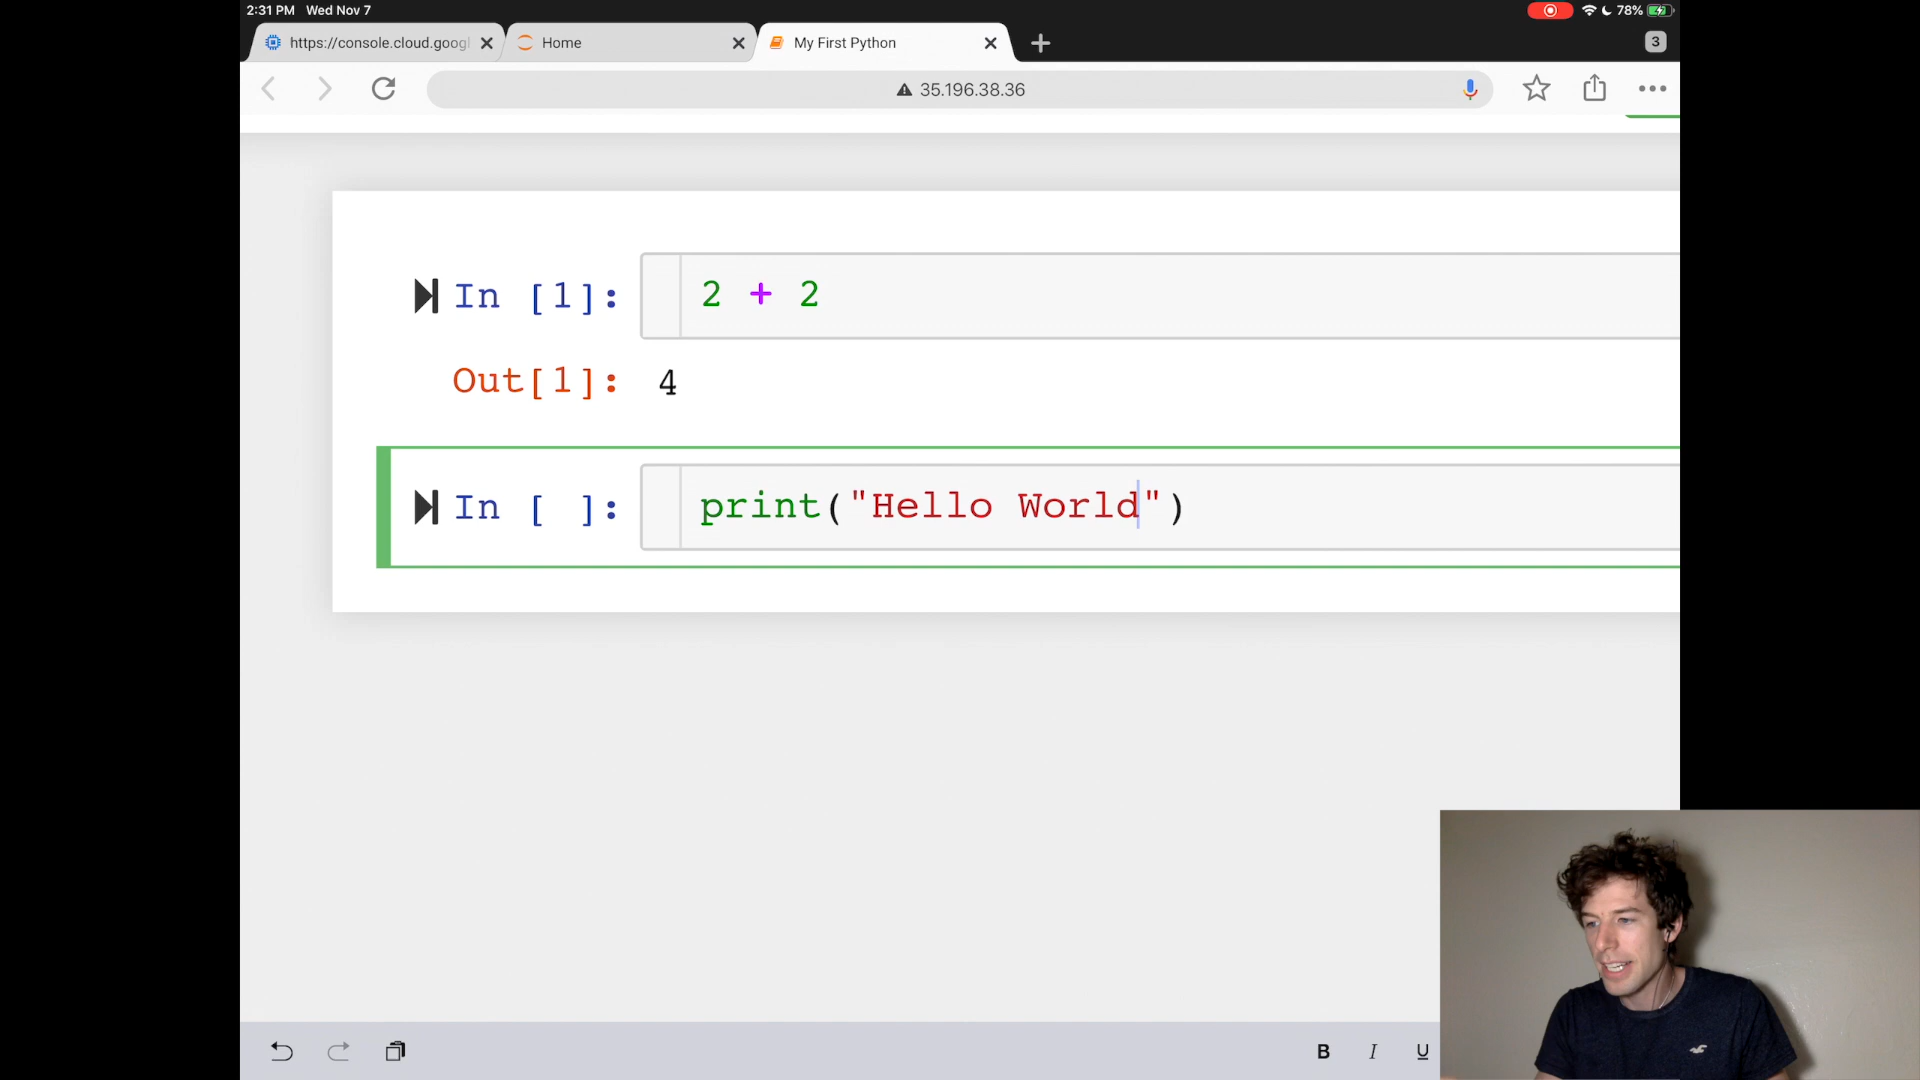 2:31 PM Wed Nov 7
78%
https://console.cloud.googl
Home
My First Python
3
35.196.38.36
In [1]: 2 + 2
Out[1]: 4
In [ ]: print("Hello World")
B I U